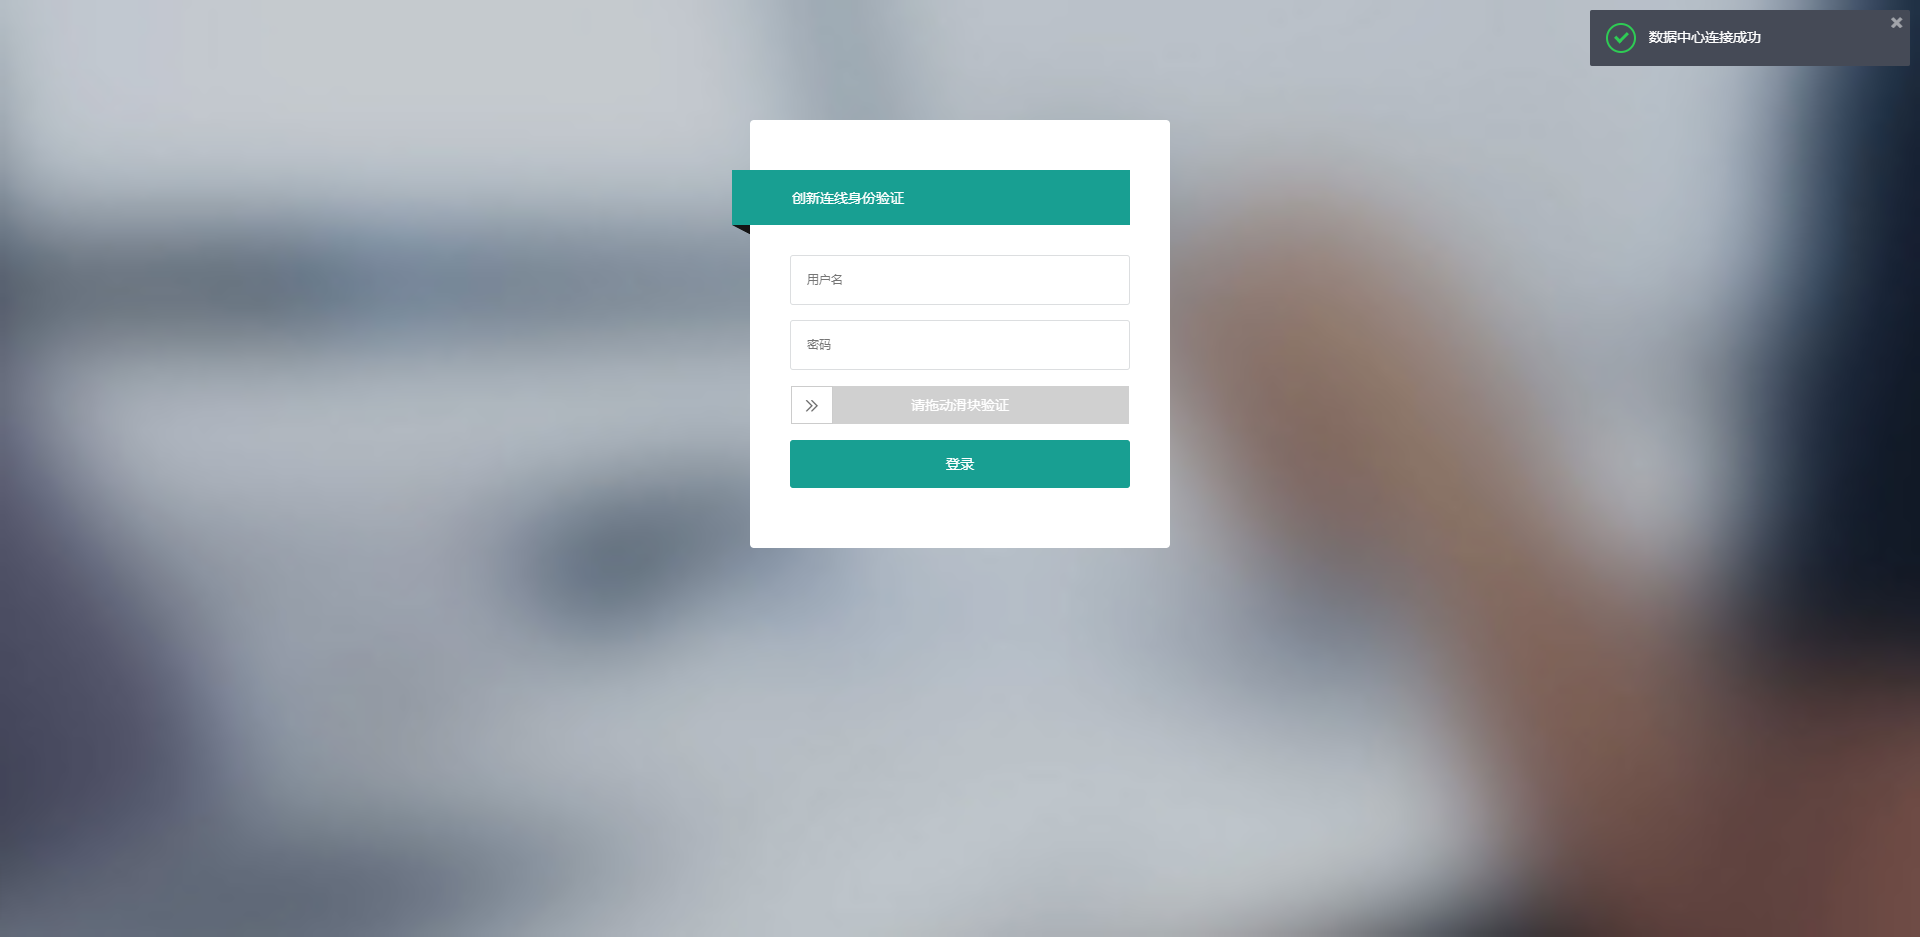 数据中心连接成功
创新连线身份验证
用户名
密码
请拖动滑块验证
登录